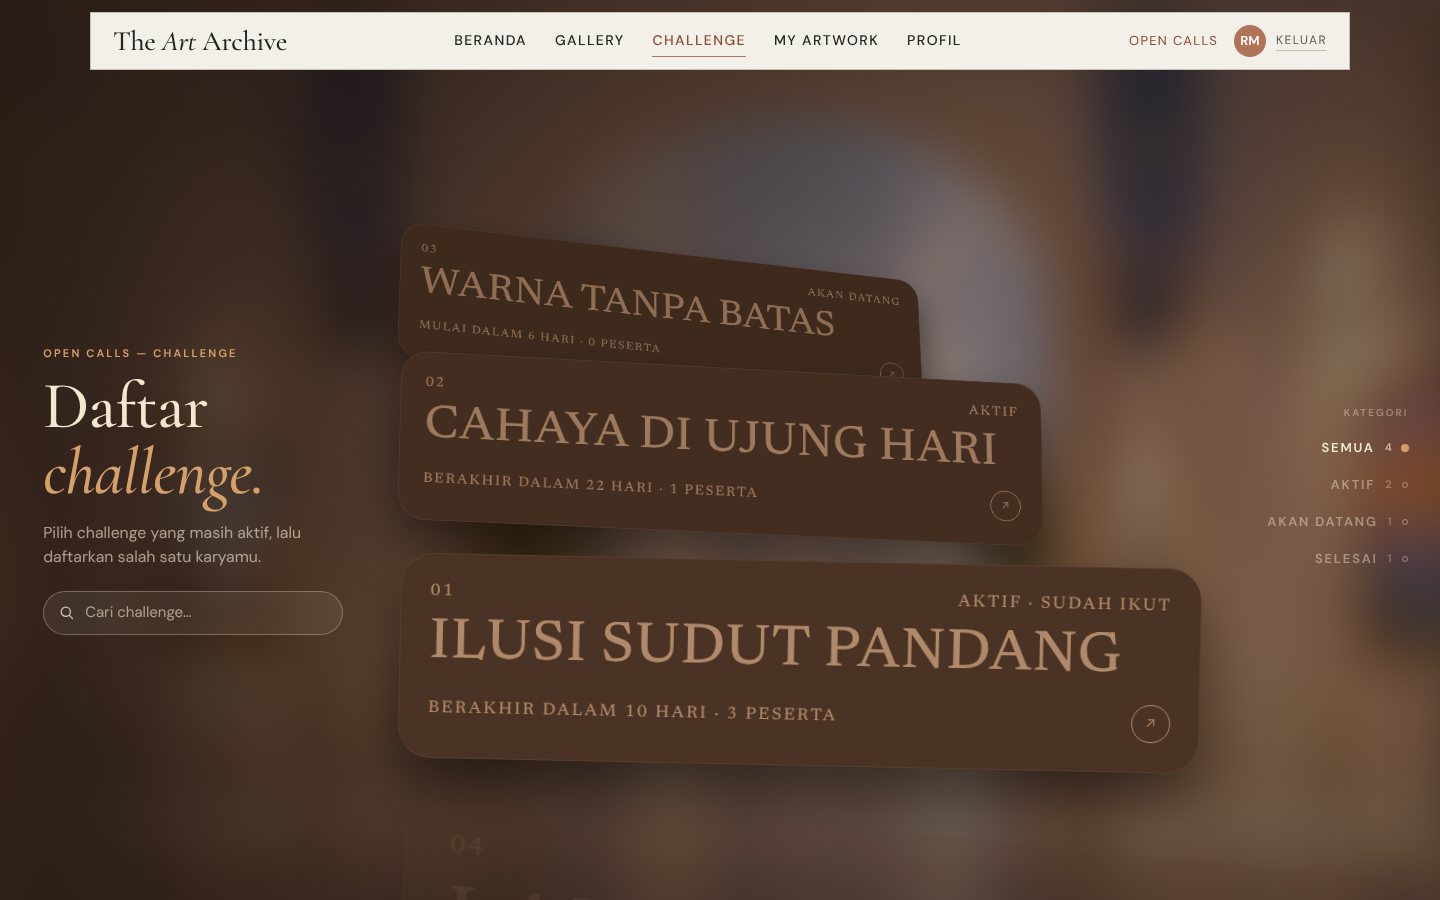 The Art Archive
BERANDA
GALLERY
CHALLENGE
MY ARTWORK
PROFIL
OPEN CALLS
RM
KELUAR
OPEN CALLS — CHALLENGE
Daftar
challenge.
Pilih challenge yang masih aktif, lalu
daftarkan salah satu karyamu.
Cari challenge...
03
AKAN DATANG
WARNA TANPA BATAS
MULAI DALAM 6 HARI · 0 PESERTA
02
AKTIF
CAHAYA DI UJUNG HARI
BERAKHIR DALAM 22 HARI · 1 PESERTA
01
AKTIF · SUDAH IKUT
ILUSI SUDUT PANDANG
BERAKHIR DALAM 10 HARI · 3 PESERTA
04
KATEGORI
SEMUA 4
AKTIF 2
AKAN DATANG 1
SELESAI 1